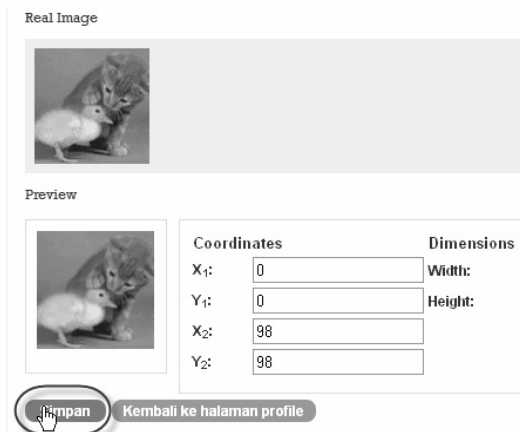 Real Image
Preview
Coordinates Dimensions
X1: 0 Width:
Y1: 0 Height:
X2: 98
Y2: 98
Simpan Kembali ke halaman profile